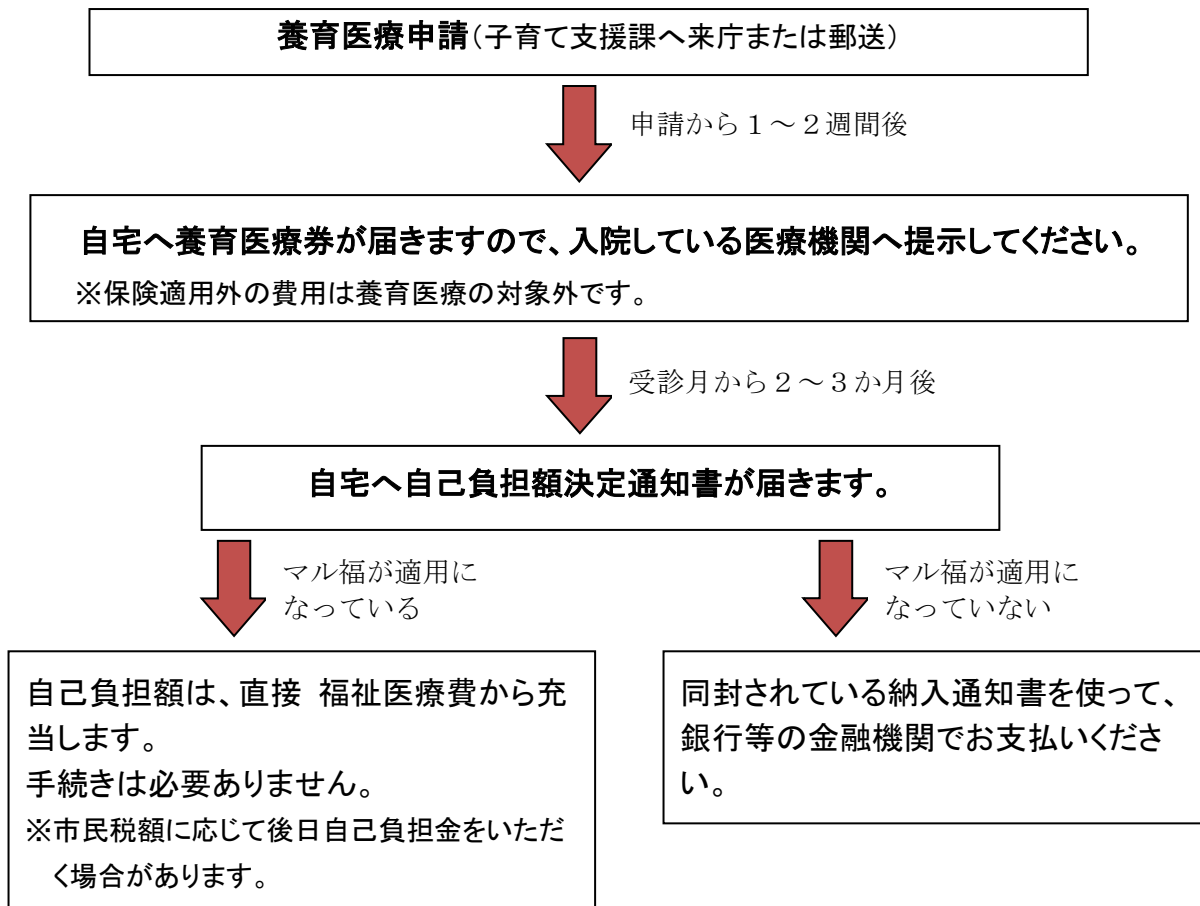 養育医療申請(子育て支援課へ来庁または郵送)
申請から１～２週間後
自宅へ養育医療券が届きますので、入院している医療機関へ提示してください。
※保険適用外の費用は養育医療の対象外です。
受診月から２～３か月後
自宅へ自己負担額決定通知書が届きます。
マル福が適用に
なっている
マル福が適用に
なっていない
自己負担額は、直接 福祉医療費から充
当します。
手続きは必要ありません。
※市民税額に応じて後日自己負担金をいただ
く場合があります。
同封されている納入通知書を使って、
銀行等の金融機関でお支払いくださ
い。